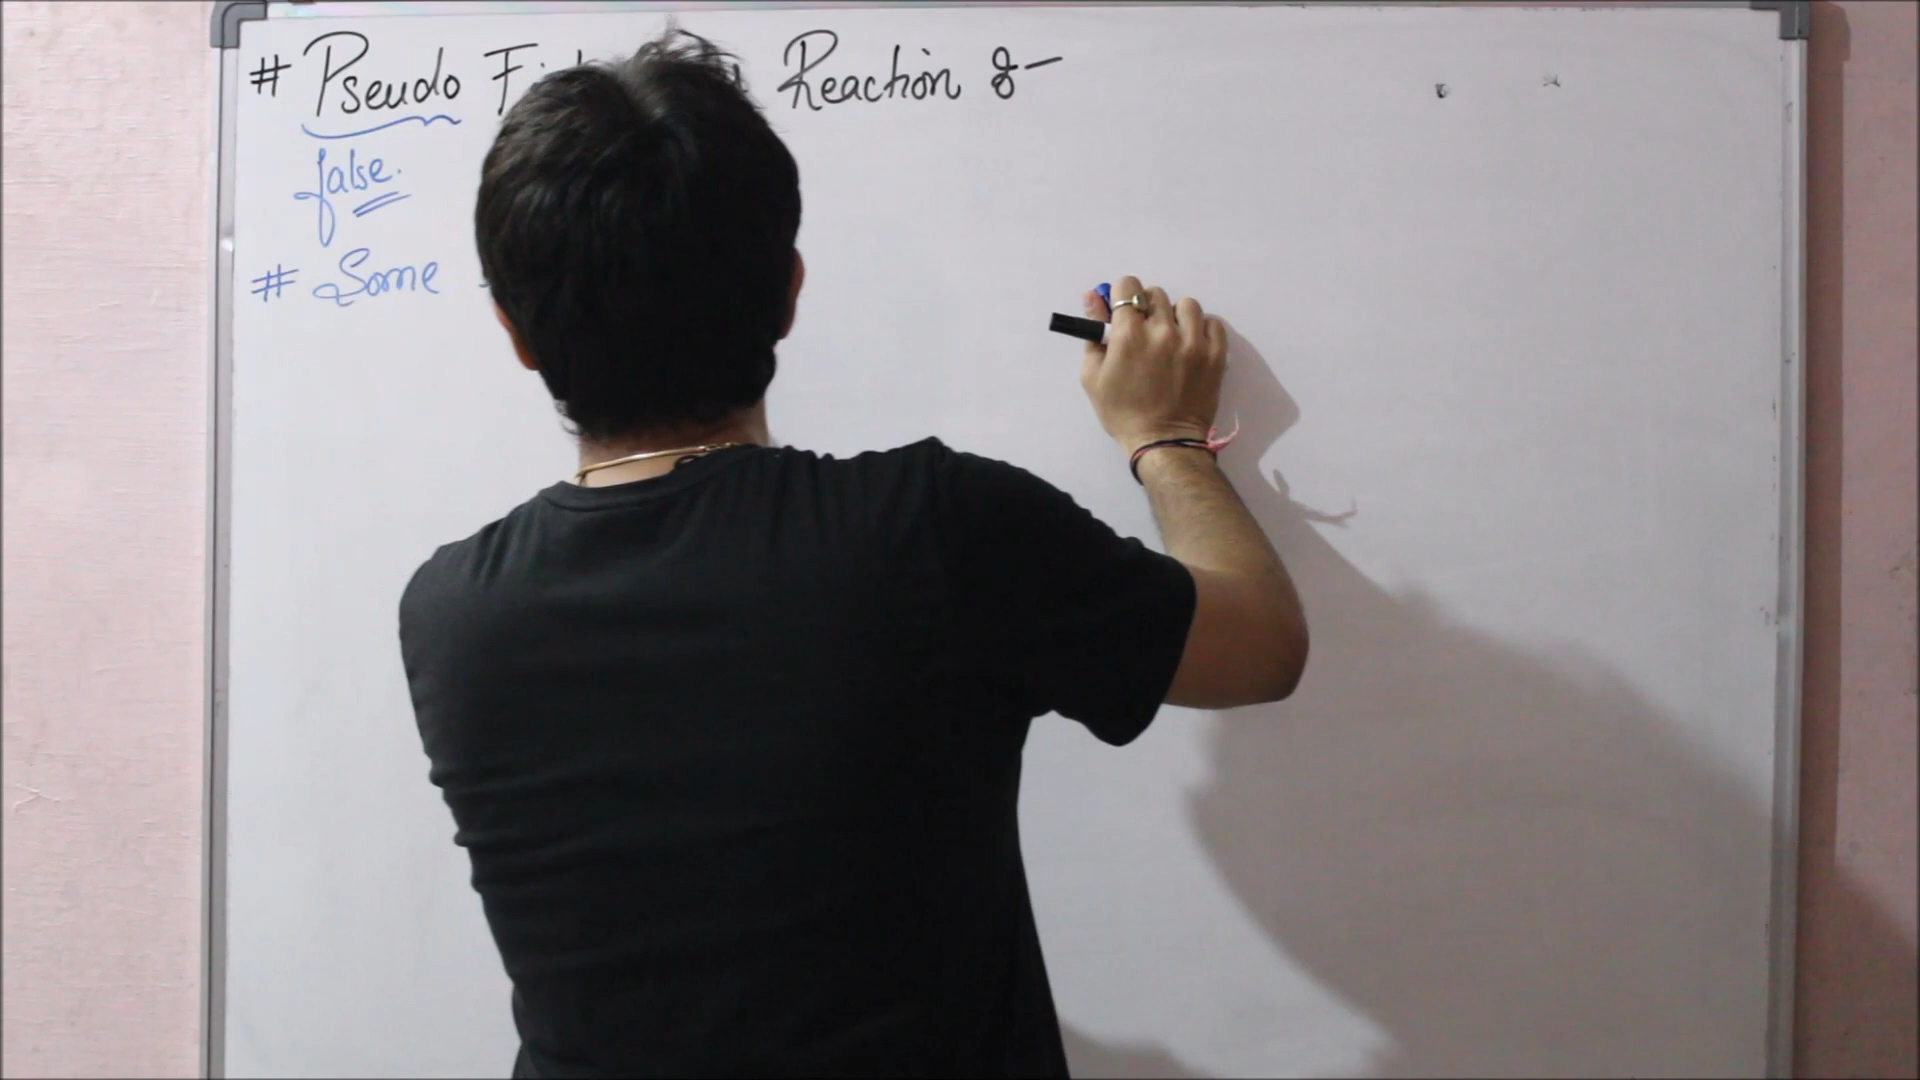 # Pseudo Reaction :-
false.
# Some